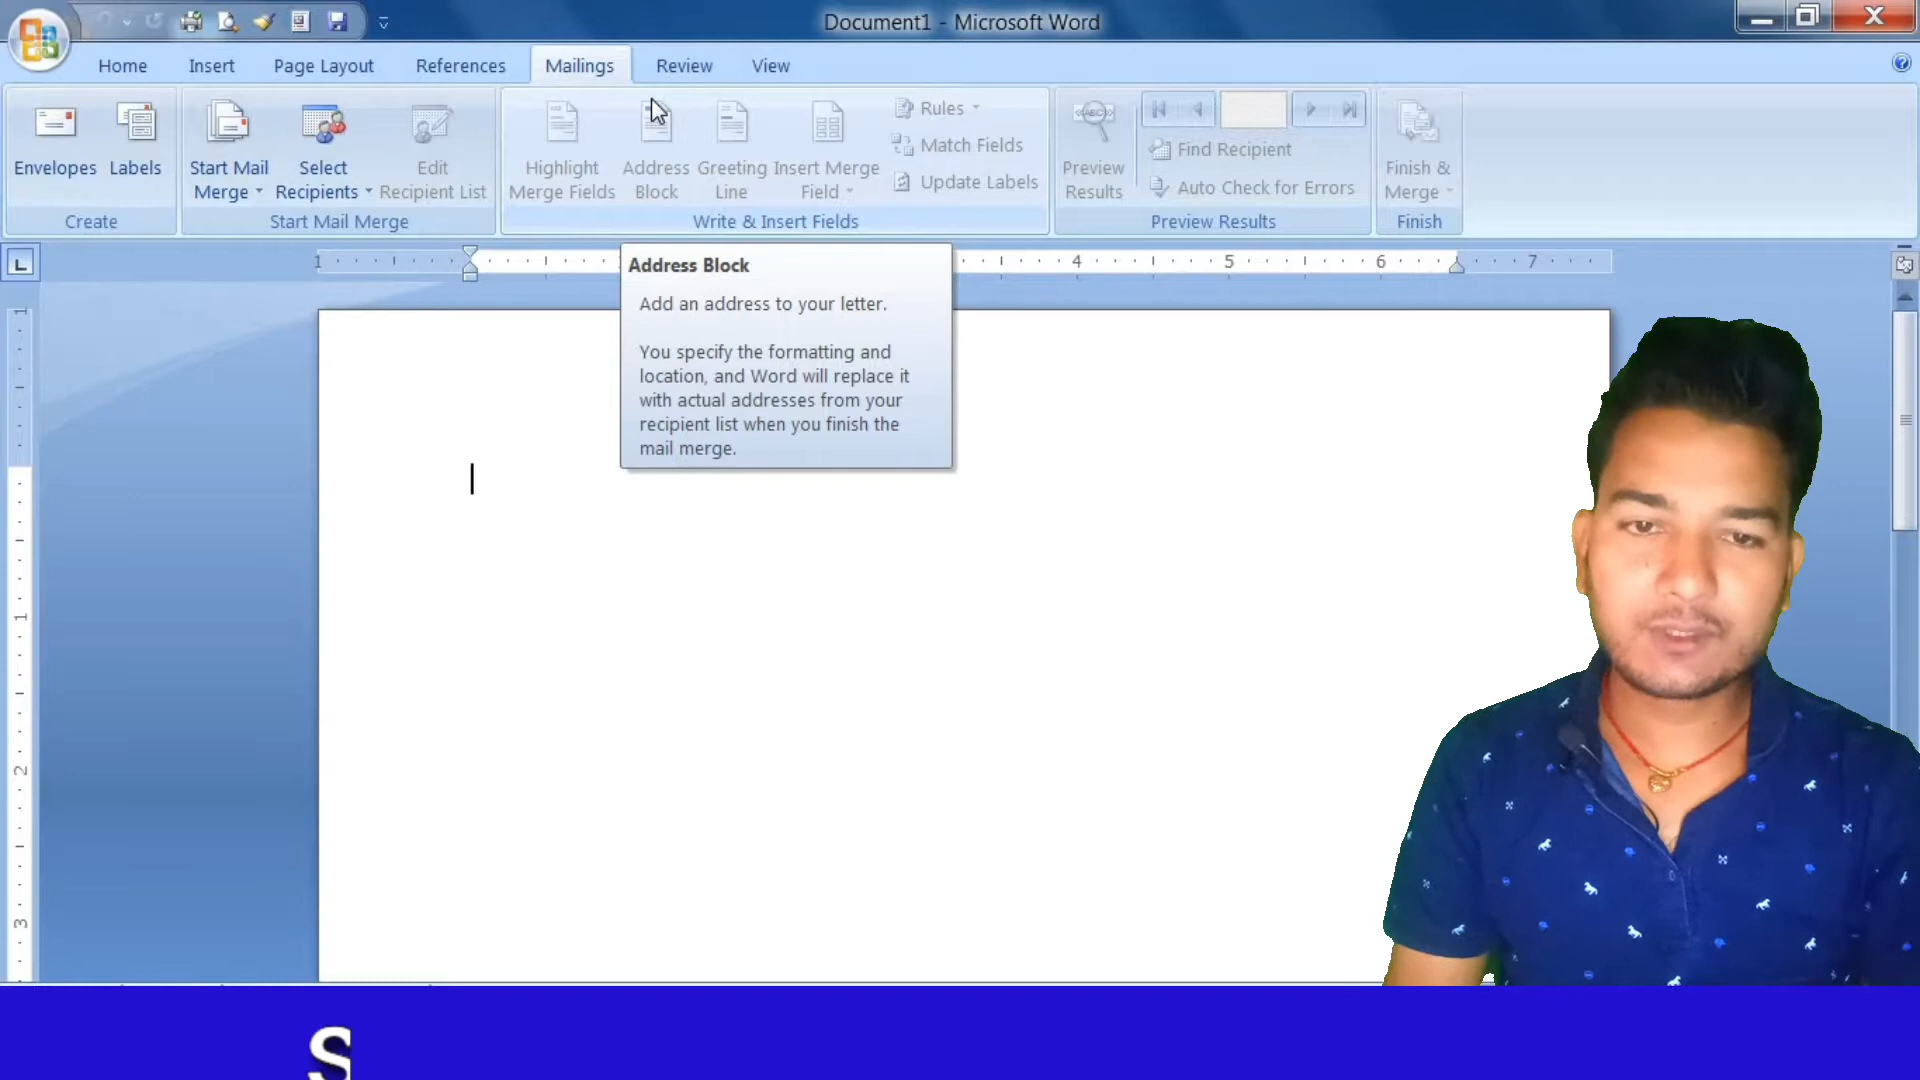 Document1 - Microsoft Word
Home Insert Page Layout References Mailings Review View
Envelopes Labels
Create
Start Mail Merge
Select Recipients
Edit Recipient List
Start Mail Merge
Highlight Merge Fields
Address Block
Greeting Line
Insert Merge Field
Rules
Match Fields
Update Labels
Write & Insert Fields
Preview Results
ABC
Find Recipient
Auto Check for Errors
Preview Results
Finish & Merge
Finish
L
1 4 5 6 7
Address Block
Add an address to your letter.
You specify the formatting and
location, and Word will replace it
with actual addresses from your
recipient list when you finish the
mail merge.
1
1
2
3
S